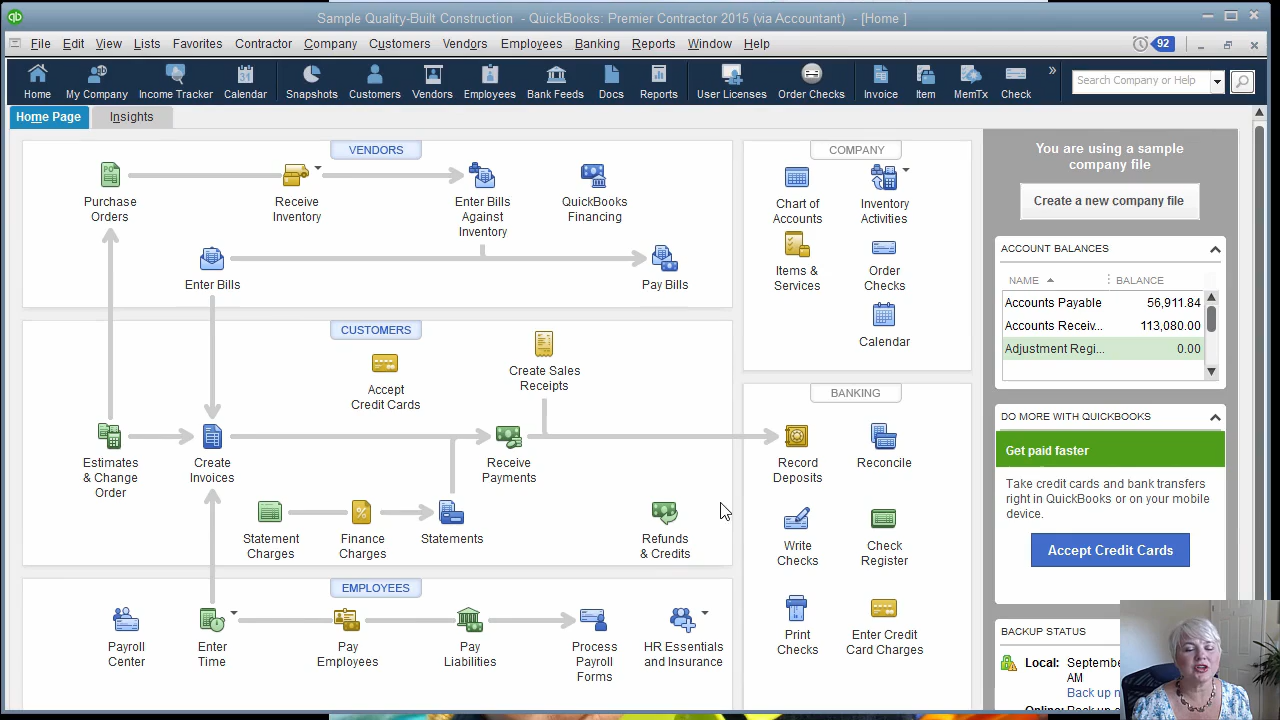 qb
Sample Quality-Built Construction - QuickBooks: Premier Contractor 2015 (via Accountant) - [Home ]
File Edit View Lists Favorites Contractor Company Customers Vendors Employees Banking Reports Window Help
92
Home My Company Income Tracker Calendar Snapshots Customers Vendors Employees Bank Feeds Docs Reports User Licenses Order Checks Invoice Item MemTx Check
Search Company or Help
Home Page Insights
VENDORS
Purchase
Orders
Receive
Inventory
Enter Bills
Against
Inventory
QuickBooks
Financing
Enter Bills
Pay Bills
CUSTOMERS
Accept
Credit Cards
Create Sales
Receipts
Estimates
& Change
Order
Create
Invoices
Receive
Payments
Statement
Charges
Finance
Charges
Statements
Refunds
& Credits
EMPLOYEES
Payroll
Center
Enter
Time
Pay
Employees
Pay
Liabilities
Process
Payroll
Forms
HR Essentials
and Insurance
COMPANY
Chart of
Accounts
Inventory
Activities
Items &
Services
Order
Checks
Calendar
BANKING
Record
Deposits
Reconcile
Write
Checks
Check
Register
Print
Checks
Enter Credit
Card Charges
You are using a sample
company file
Create a new company file
ACCOUNT BALANCES
NAME BALANCE
Accounts Payable 56,911.84
Accounts Receiv... 113,080.00
Adjustment Regi... 0.00
DO MORE WITH QUICKBOOKS
Get paid faster
Take credit cards and bank transfers
right in QuickBooks or on your mobile
device.
Accept Credit Cards
BACKUP STATUS
Local: Septembe
AM
Back up n